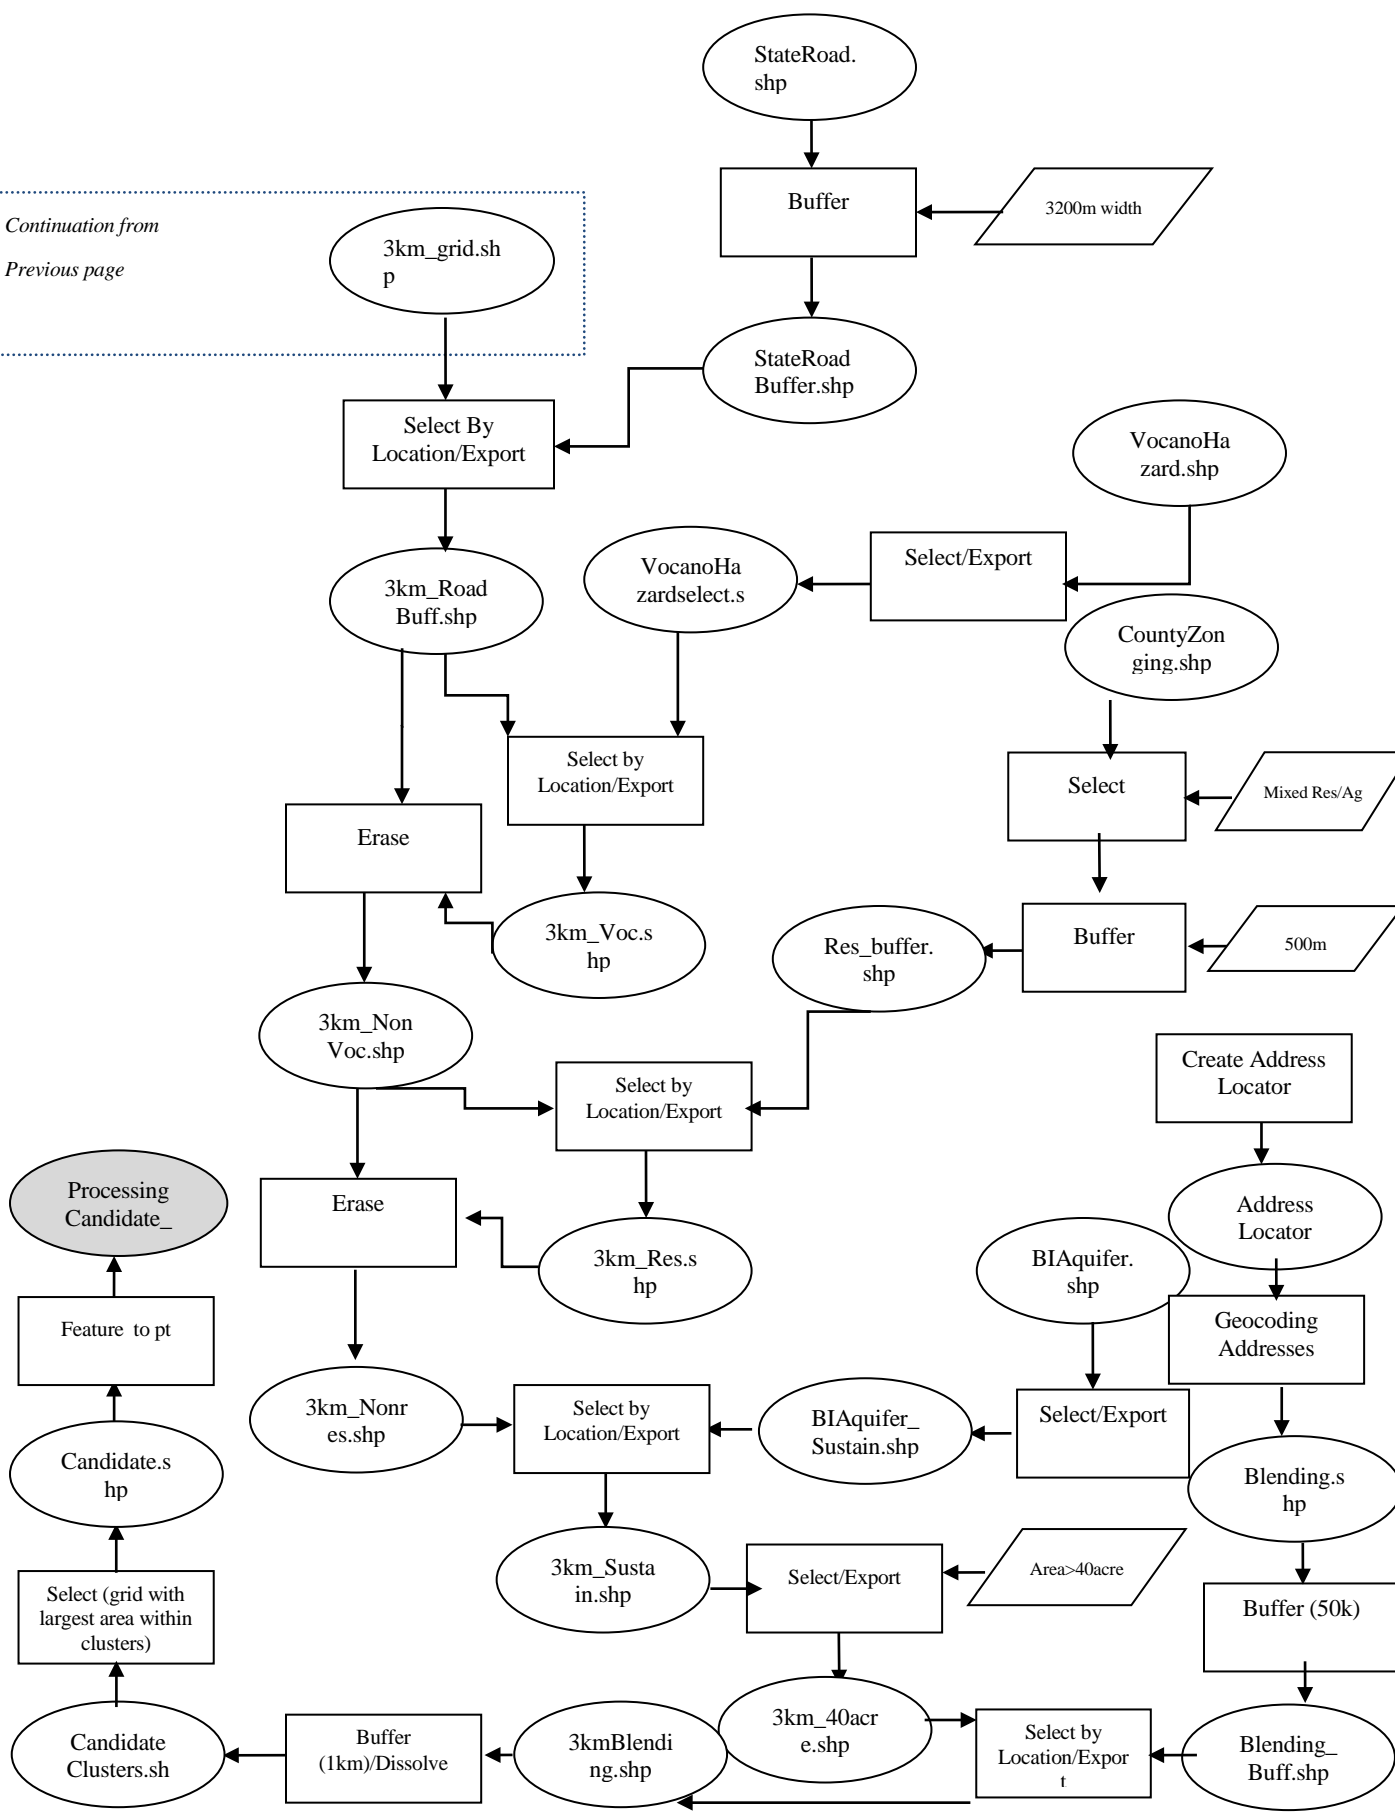 StateRoad.
shp
Buffer
3200m width
Continuation from
Previous page
3km_grid.sh
p
StateRoad
Buffer.shp
Select By
Location/Export
VocanoHa
zard.shp
Select/Export
VocanoHa
zardselect.s
3km_Road
Buff.shp
CountyZon
ging.shp
Select by
Location/Export
Select
Mixed Res/Ag
Erase
3km_Voc.s
hp
Res_buffer.
shp
Buffer
500m
3km_Non
Voc.shp
Select by
Location/Export
Create Address
Locator
Processing
Candidate_
Erase
3km_Res.s
hp
BIAquifer.
shp
Address
Locator
Feature to pt
Geocoding
Addresses
3km_Nonr
es.shp
Select by
Location/Export
BIAquifer_
Sustain.shp
Select/Export
Candidate.s
hp
Blending.s
hp
3km_Susta
in.shp
Select/Export
Area>40acre
Select (grid with
largest area within
clusters)
Buffer (50k)
Candidate
Clusters.sh
Buffer
(1km)/Dissolve
3kmBlendi
ng.shp
3km_40acr
e.shp
Select by
Location/Expor
t
Blending_
Buff.shp